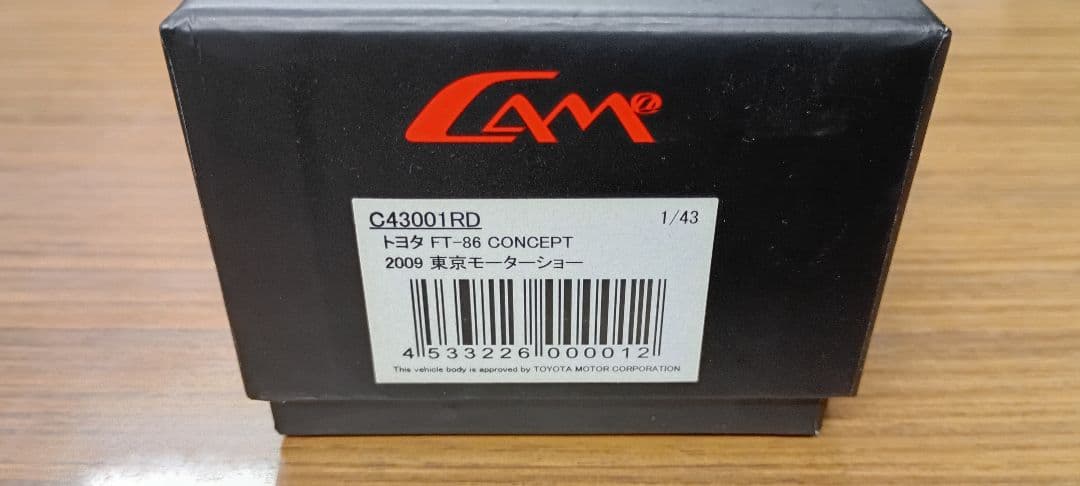 CAM@
C43001RD 1/43
トヨタ FT-86 CONCEPT
2009 東京モーターショー
4 533226 000012
This vehicle body is approved by TOYOTA MOTOR CORPORATION